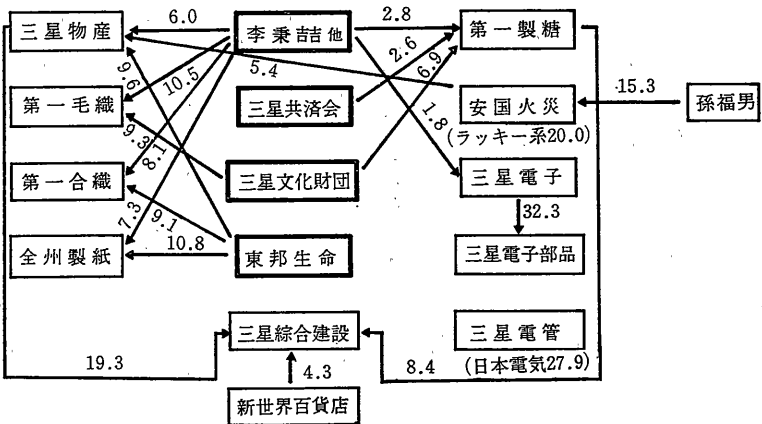 三星物産
6.0
李秉喆他
2.8
第一製糖
2.6
6.9
5.4
9.6
10.5
第一毛織
三星共済会
安国火災
15.3
孫福男
(ラッキー系20.0)
1.8
9.3
8.1
第一合織
三星文化財団
三星電子
32.3
7.3
9.1
全州製紙
10.8
東邦生命
三星電子部品
三星綜合建設
三星電管
(日本電気27.9)
19.3
8.4
4.3
新世界百貨店